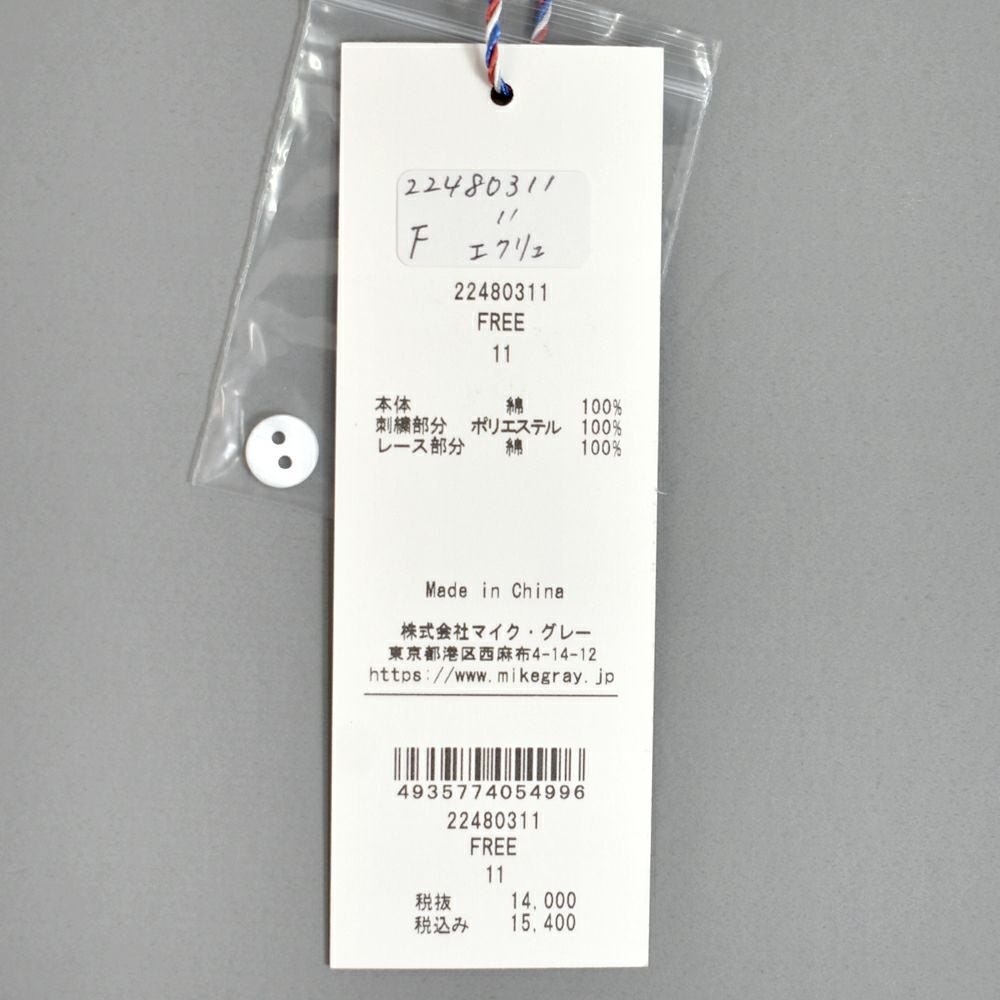 22480311
11
F エクリュ
22480311
FREE
11
本体 綿 100%
刺繍部分 ポリエステル 100%
レース部分 綿 100%
Made in China
株式会社マイク・グレー
東京都港区西麻布4-14-12
https://www.mikegray.jp
4935774054996
22480311
FREE
11
税抜 14,000
税込み 15,400